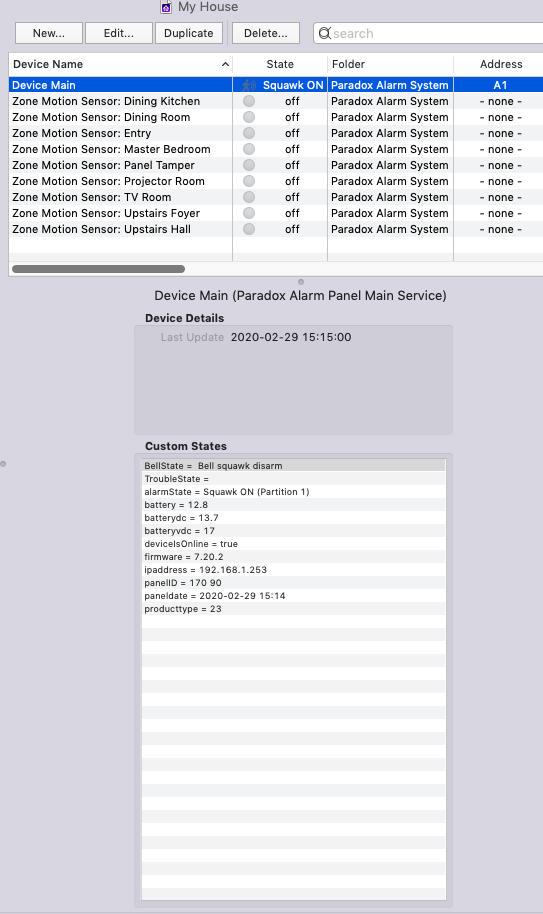 My House
New... Edit... Duplicate Delete... search
Device Name State Folder Address
Device Main Squawk ON Paradox Alarm System A1
Zone Motion Sensor: Dining Kitchen off Paradox Alarm System - none -
Zone Motion Sensor: Dining Room off Paradox Alarm System - none -
Zone Motion Sensor: Entry off Paradox Alarm System - none -
Zone Motion Sensor: Master Bedroom off Paradox Alarm System - none -
Zone Motion Sensor: Panel Tamper off Paradox Alarm System - none -
Zone Motion Sensor: Projector Room off Paradox Alarm System - none -
Zone Motion Sensor: TV Room off Paradox Alarm System - none -
Zone Motion Sensor: Upstairs Foyer off Paradox Alarm System - none -
Zone Motion Sensor: Upstairs Hall off Paradox Alarm System - none -
Device Main (Paradox Alarm Panel Main Service)
Device Details
Last Update 2020-02-29 15:15:00
Custom States
BellState = Bell squawk disarm
TroubleState =
alarmState = Squawk ON (Partition 1)
battery = 12.8
batterydc = 13.7
batteryvdc = 17
deviceIsOnline = true
firmware = 7.20.2
ipaddress = 192.168.1.253
panelID = 170 90
paneldate = 2020-02-29 15:14
producttype = 23